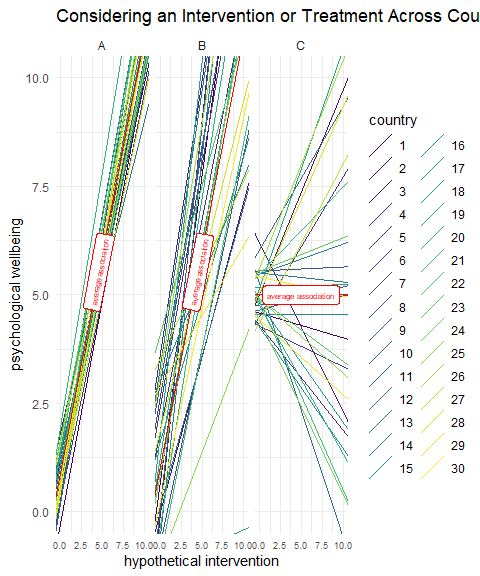 Considering an Intervention or Treatment Across Cou
A
B
C
10.0
7.5
5.0
2.5
0.0
psychological wellbeing
average association
average association
average association
0.0 2.5 5.0 7.5 10.0
0.0 2.5 5.0 7.5 10.0
0.0 2.5 5.0 7.5 10.0
hypothetical intervention
country
1 16
2 17
3 18
4 19
5 20
6 21
7 22
8 23
9 24
10 25
11 26
12 27
13 28
14 29
15 30